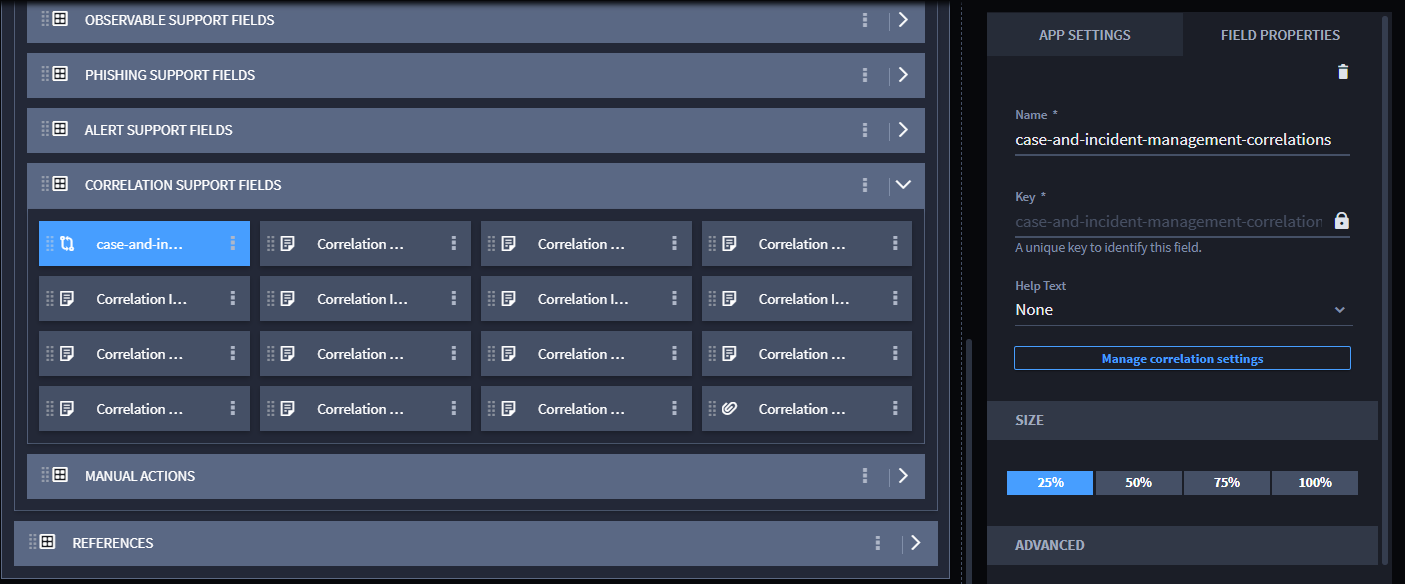 OBSERVABLE SUPPORT FIELDS
PHISHING SUPPORT FIELDS
ALERT SUPPORT FIELDS
CORRELATION SUPPORT FIELDS
case-and-in...
Correlation ...
Correlation ...
Correlation ...
Correlation I...
Correlation I...
Correlation I...
Correlation I...
Correlation ...
Correlation ...
Correlation ...
Correlation ...
Correlation ...
Correlation ...
Correlation ...
Correlation ...
MANUAL ACTIONS
REFERENCES
APP SETTINGS
FIELD PROPERTIES
Name *
case-and-incident-management-correlations
Key *
case-and-incident-management-correlation
A unique key to identify this field.
Help Text
None
Manage correlation settings
SIZE
25%
50%
75%
100%
ADVANCED